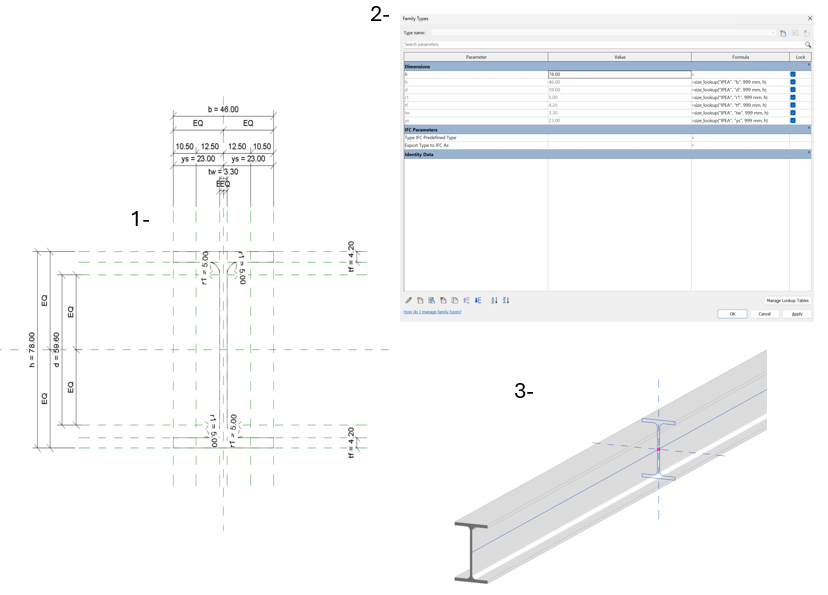 1-
b = 46.00
EQ EQ
10.50 12.50 12.50 10.50
ys = 23.00 ys = 23.00
tw = 3.30
r1 = 5.00 r1 = 5.00
tf = 4.20
EQ EQ
h = 78.00
d = 59.60
EQ EQ
r1 = 5.00 r1 = 5.00
tf = 4.20
2-
Family Types
Type name:
Search parameters
Parameter Value Formula Lock
Dimensions
h 78.00 =
b 46.00 =size_lookup("IPEA", "b", 999 mm, h)
d 59.60 =size_lookup("IPEA", "d", 999 mm, h)
r1 5.00 =size_lookup("IPEA", "r1", 999 mm, h)
tf 4.20 =size_lookup("IPEA", "tf", 999 mm, h)
tw 3.30 =size_lookup("IPEA", "tw", 999 mm, h)
ys 23.00 =size_lookup("IPEA", "ys", 999 mm, h)
IFC Parameters
Type IFC Predefined Type =
Export Type to IFC As =
Identity Data
Manage Lookup Tables
How do I manage family types?
OK Cancel Apply
3-